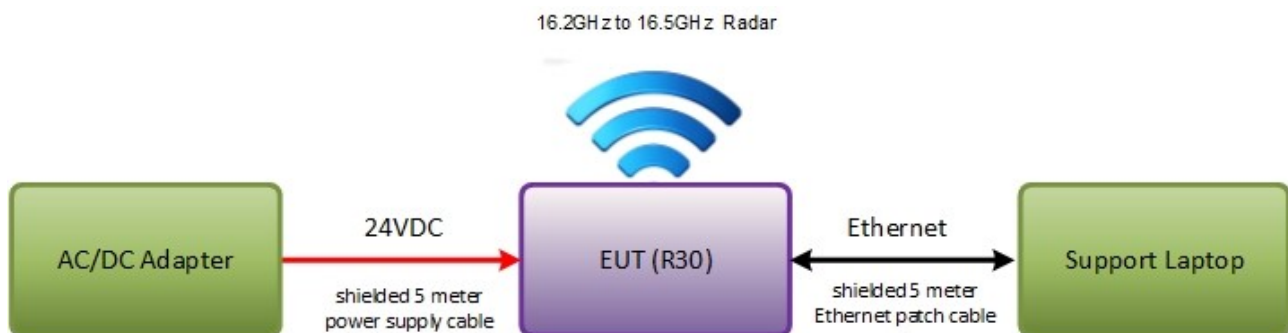 16.2GHz to 16.5GHz Radar
24VDC
Ethernet
AC/DC Adapter
EUT (R30)
Support Laptop
shielded 5 meter
power supply cable
shielded 5 meter
Ethernet patch cable